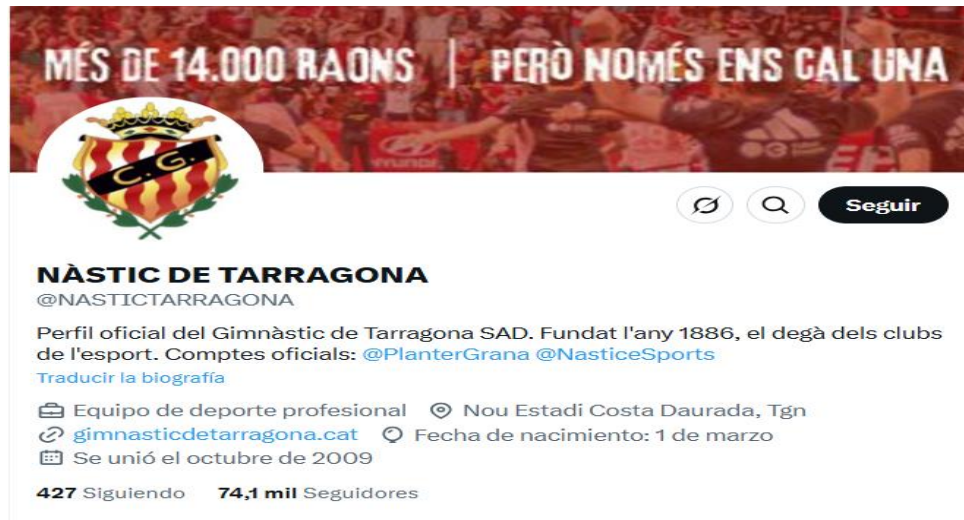 MÉS DE 14.000 RAONS | PERÒ NOMÉS ENS CAL UNA
HYUNDAI
C. G.
Seguir
NÀSTIC DE TARRAGONA
@NASTICTARRAGONA
Perfil oficial del Gimnàstic de Tarragona SAD. Fundat l'any 1886, el degà dels clubs
de l'esport. Comptes oficials: @PlanterGrana @NasticeSports
Traducir la biografía
Equipo de deporte profesional Nou Estadi Costa Daurada, Tgn
gimnasticdetarragona.cat Fecha de nacimiento: 1 de marzo
Se unió el octubre de 2009
427 Siguiendo 74,1 mil Seguidores